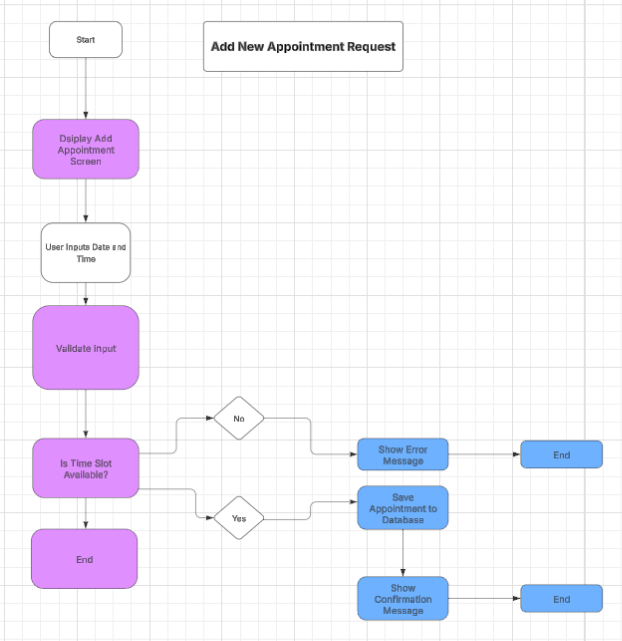 Start
Add New Appointment Request
Dsiplay Add
Appointment
Screen
User Inputs Date and
Time
Validate Input
No
Is Time Slot
Available?
Show Error
Message
End
Yes
Save
Appointment to
Database
End
Show
Confirmation
Message
End